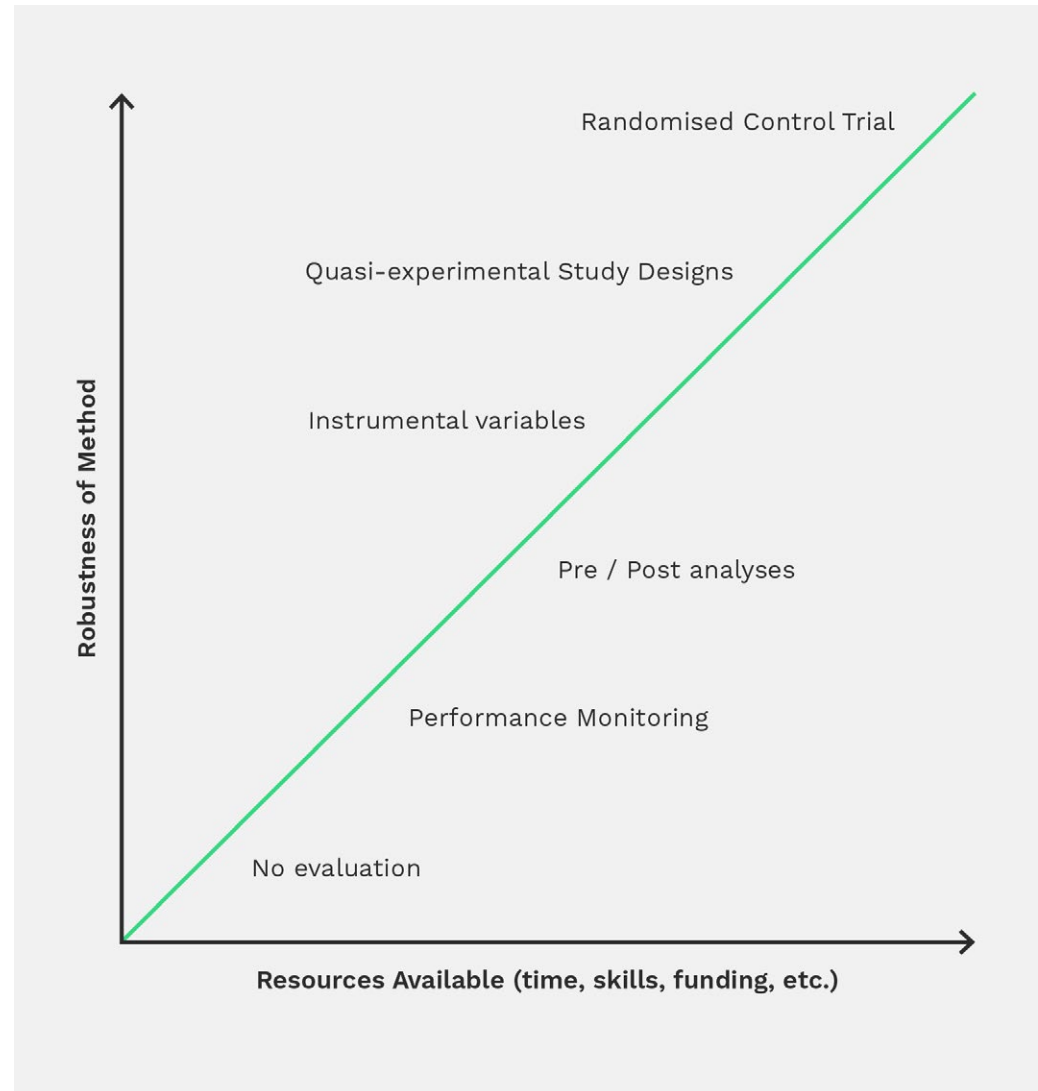 Randomised Control Trial
Quasi-experimental Study Designs
Instrumental variables
Pre / Post analyses
Performance Monitoring
No evaluation
Robustness of Method
Resources Available (time, skills, funding, etc.)